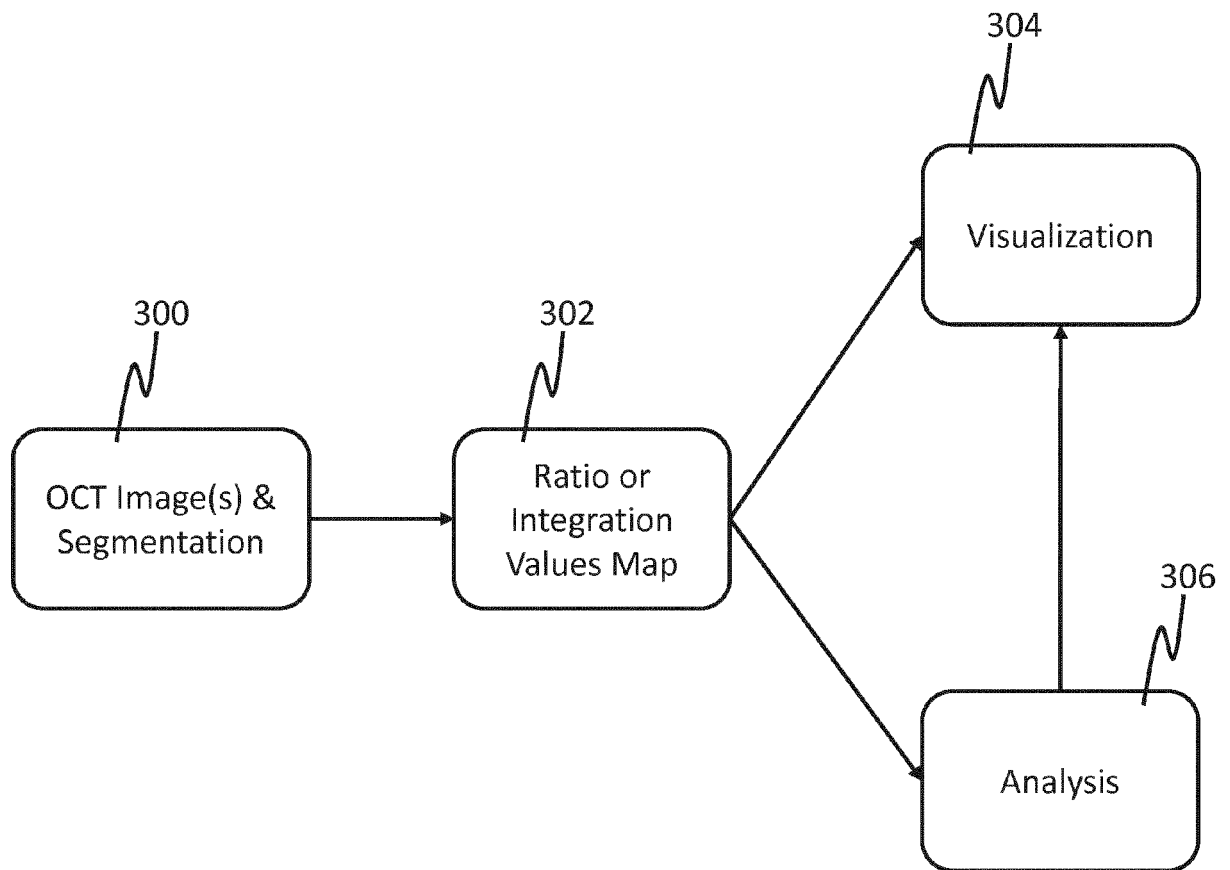 304
Visualization
300
302
OCT Image(s) &
Segmentation
Ratio or
Integration
Values Map
306
Analysis